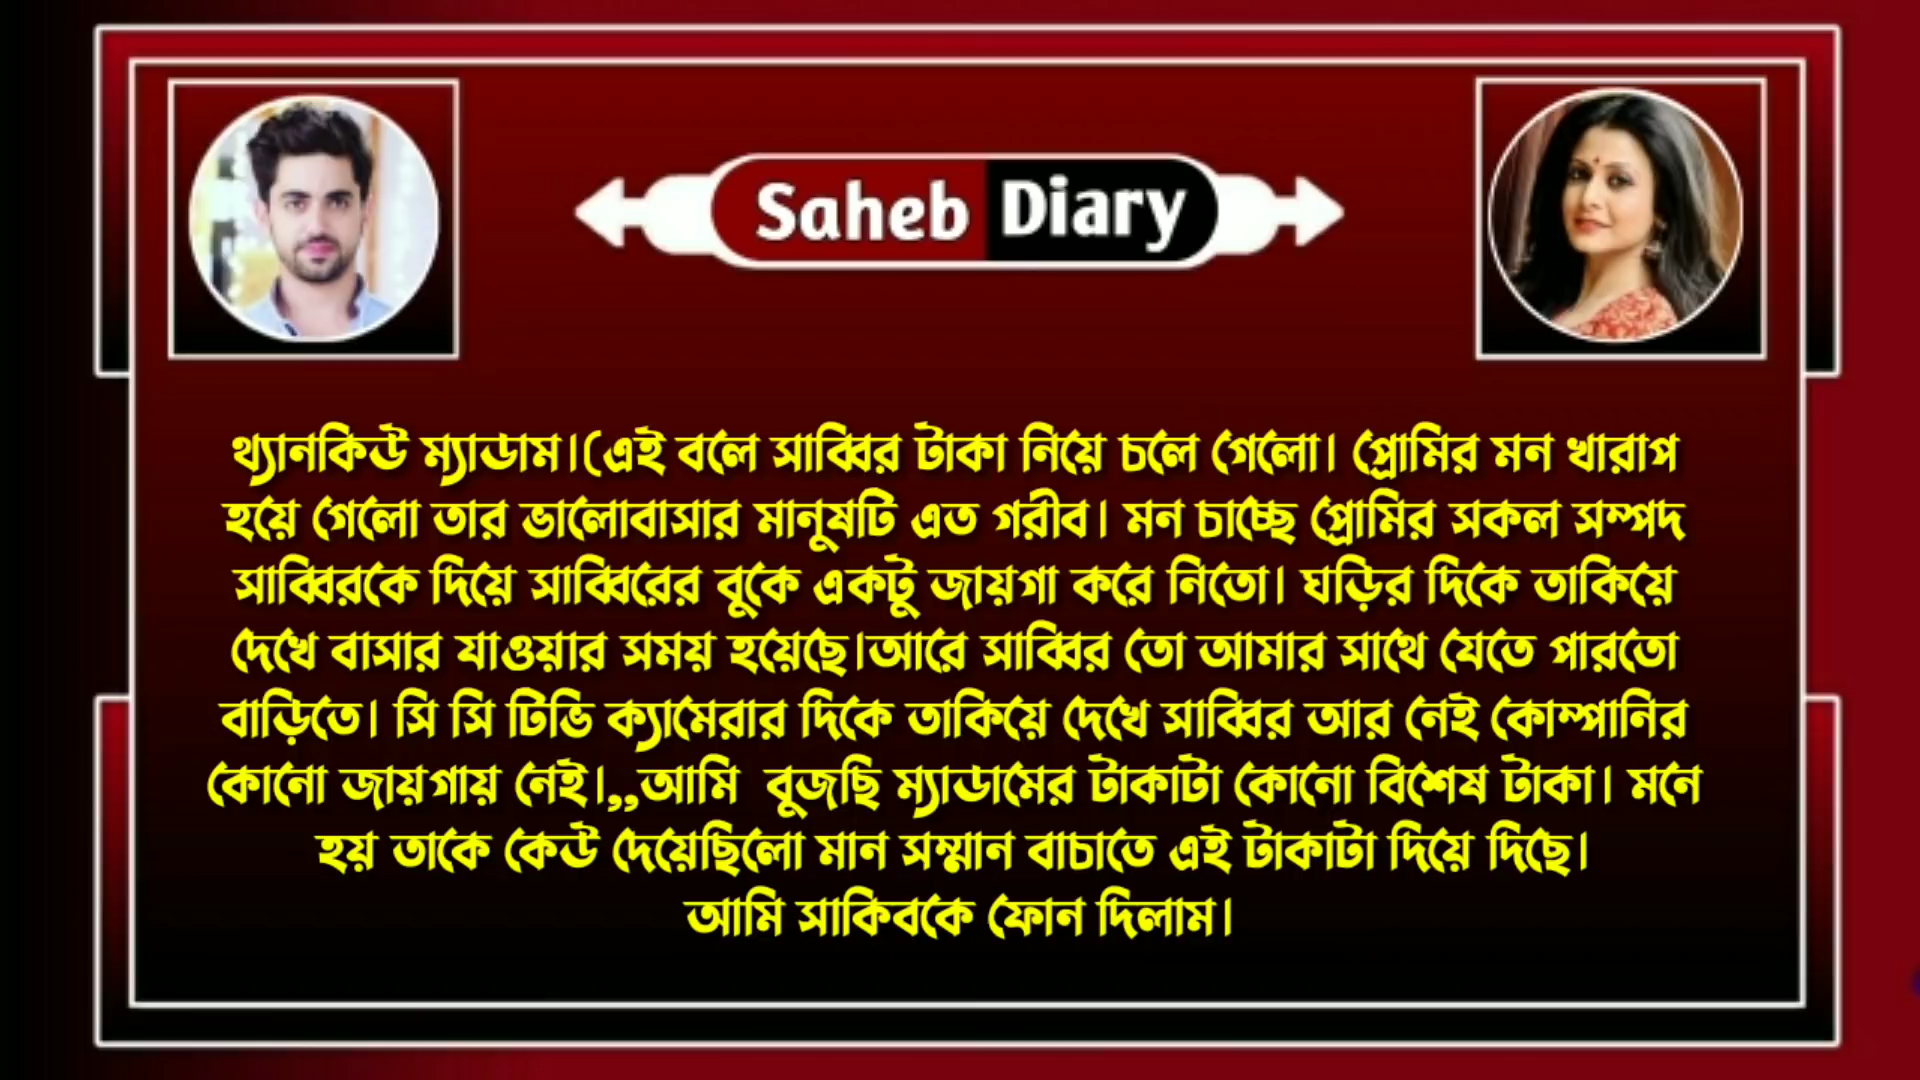 Saheb Diary
থ্যানকিউ ম্যাডাম।(এই বলে সাব্বির টাকা নিয়ে চলে গেলো। প্রোমির মন খারাপ
হয়ে গেলো তার ভালোবাসার মানুষটি এত গরীব। মন চাচ্ছে প্রোমির সকল সম্পদ
সাব্বিরকে দিয়ে সাব্বিরের বুকে একটু জায়গা করে নিতো। ঘড়ির দিকে তাকিয়ে
দেখে বাসার যাওয়ার সময় হয়েছে।আরে সাব্বির তো আমার সাথে যেতে পারতো
বাড়িতে। সি সি টিভি ক্যামেরার দিকে তাকিয়ে দেখে সাব্বির আর নেই কোম্পানির
কোনো জায়গায় নেই।,,আমি বুজছি ম্যাডামের টাকাটা কোনো বিশেষ টাকা। মনে
হয় তাকে কেউ দেয়েছিলো মান সম্মান বাচাতে এই টাকাটা দিয়ে দিছে।
আমি সাকিবকে ফোন দিলাম।